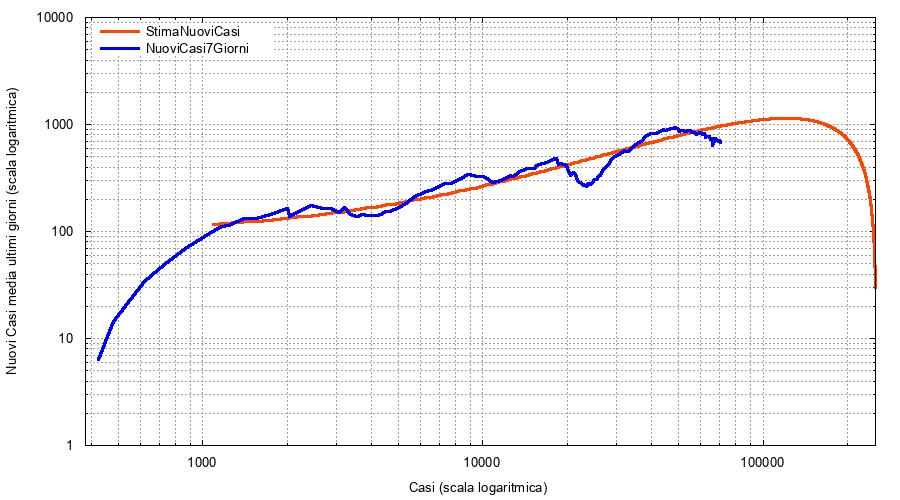 10000
1000
100
10
1
StimaNuoviCasi
NuoviCasi7Giorni
Nuovi Casi media ultimi giorni (scala logaritmica)
1000 10000 100000
Casi (scala logaritmica)